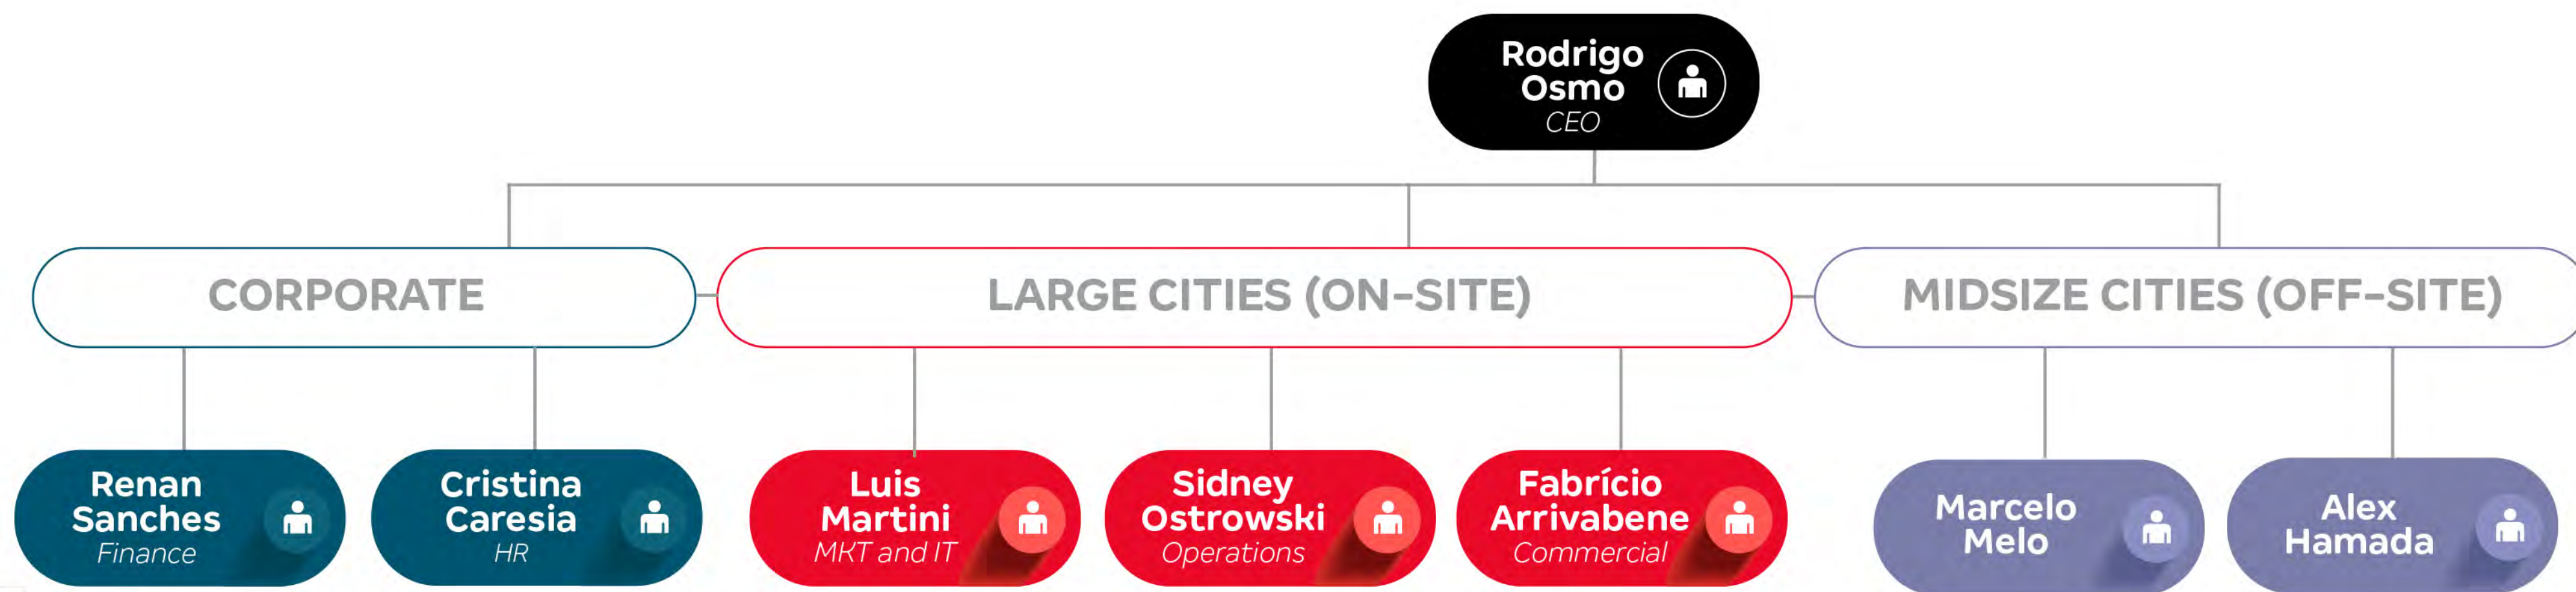 Rodrigo
Osmo
CEO
CORPORATE
LARGE CITIES (ON-SITE)
MIDSIZE CITIES (OFF-SITE)
Renan
Sanches
Finance
Cristina
Caresia
HR
Luis
Martini
MKT and IT
Sidney
Ostrowski
Operations
Fabrício
Arrivabene
Commercial
Marcelo
Melo
Alex
Hamada